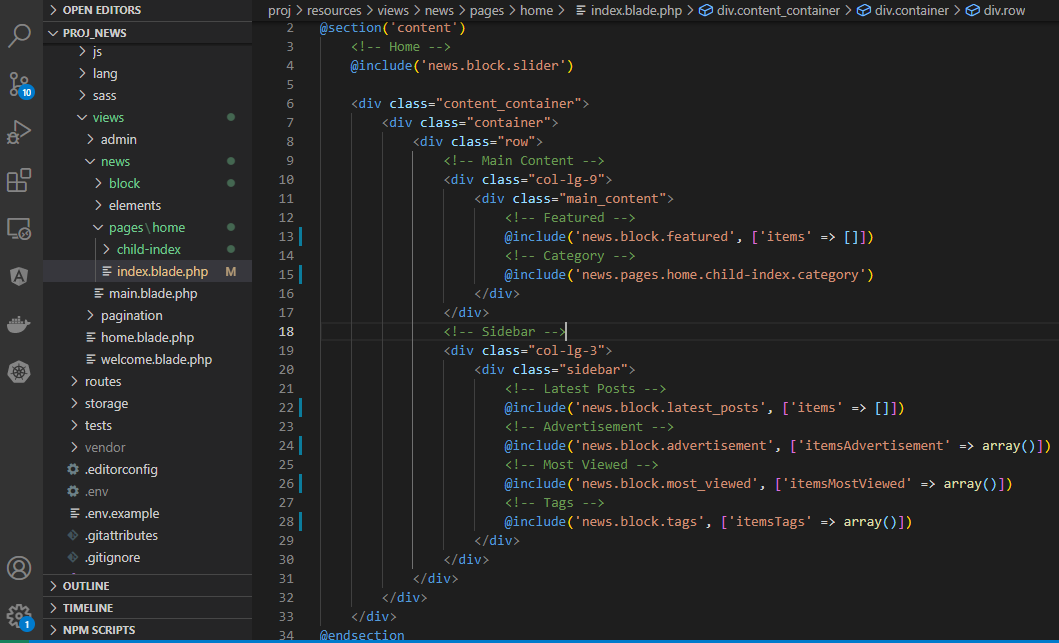 OPEN EDITORS
PROJ_NEWS
js
lang
sass
views
admin
news
block
elements
pages\home
child-index
index.blade.php M
main.blade.php
pagination
home.blade.php
welcome.blade.php
routes
storage
tests
vendor
.editorconfig
.env
.env.example
.gitattributes
.gitignore
OUTLINE
TIMELINE
NPM SCRIPTS
10
1
proj > resources > views > news > pages > home > index.blade.php > div.content_container > div.container > div.row
2 @section('content')
3 <!-- Home -->
4 @include('news.block.slider')
5
6 <div class="content_container">
7 <div class="container">
8 <div class="row">
9 <!-- Main Content -->
10 <div class="col-lg-9">
11 <div class="main_content">
12 <!-- Featured -->
13 @include('news.block.featured', ['items' => []])
14 <!-- Category -->
15 @include('news.pages.home.child-index.category')
16 </div>
17 </div>
18 <!-- Sidebar -->
19 <div class="col-lg-3">
20 <div class="sidebar">
21 <!-- Latest Posts -->
22 @include('news.block.latest_posts', ['items' => []])
23 <!-- Advertisement -->
24 @include('news.block.advertisement', ['itemsAdvertisement' => array()])
25 <!-- Most Viewed -->
26 @include('news.block.most_viewed', ['itemsMostViewed' => array()])
27 <!-- Tags -->
28 @include('news.block.tags', ['itemsTags' => array()])
29 </div>
30 </div>
31 </div>
32 </div>
33 </div>
34 @endsection